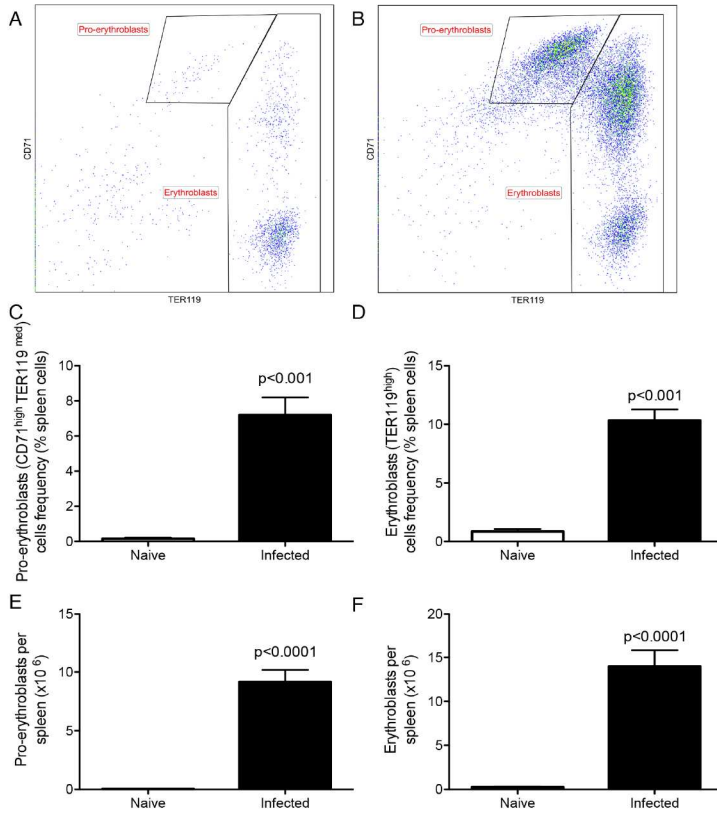 A
Pro-erythroblasts
Erythroblasts
CD71
TER119
B
Pro-erythroblasts
Erythroblasts
CD71
TER119
C
Pro-erythroblasts (CD71high TER119 med)
cells frequency (% spleen cells)
10
8
6
4
2
0
p<0.001
Naive
Infected
D
Erythroblasts (TER119high)
cells frequency (% spleen cells)
15
10
5
0
p<0.001
Naive
Infected
E
Pro-erythroblasts per
spleen (x10 6)
15
10
5
0
p<0.0001
Naive
Infected
F
Erythroblasts per
spleen (x10 6)
20
15
10
5
0
p<0.0001
Naive
Infected